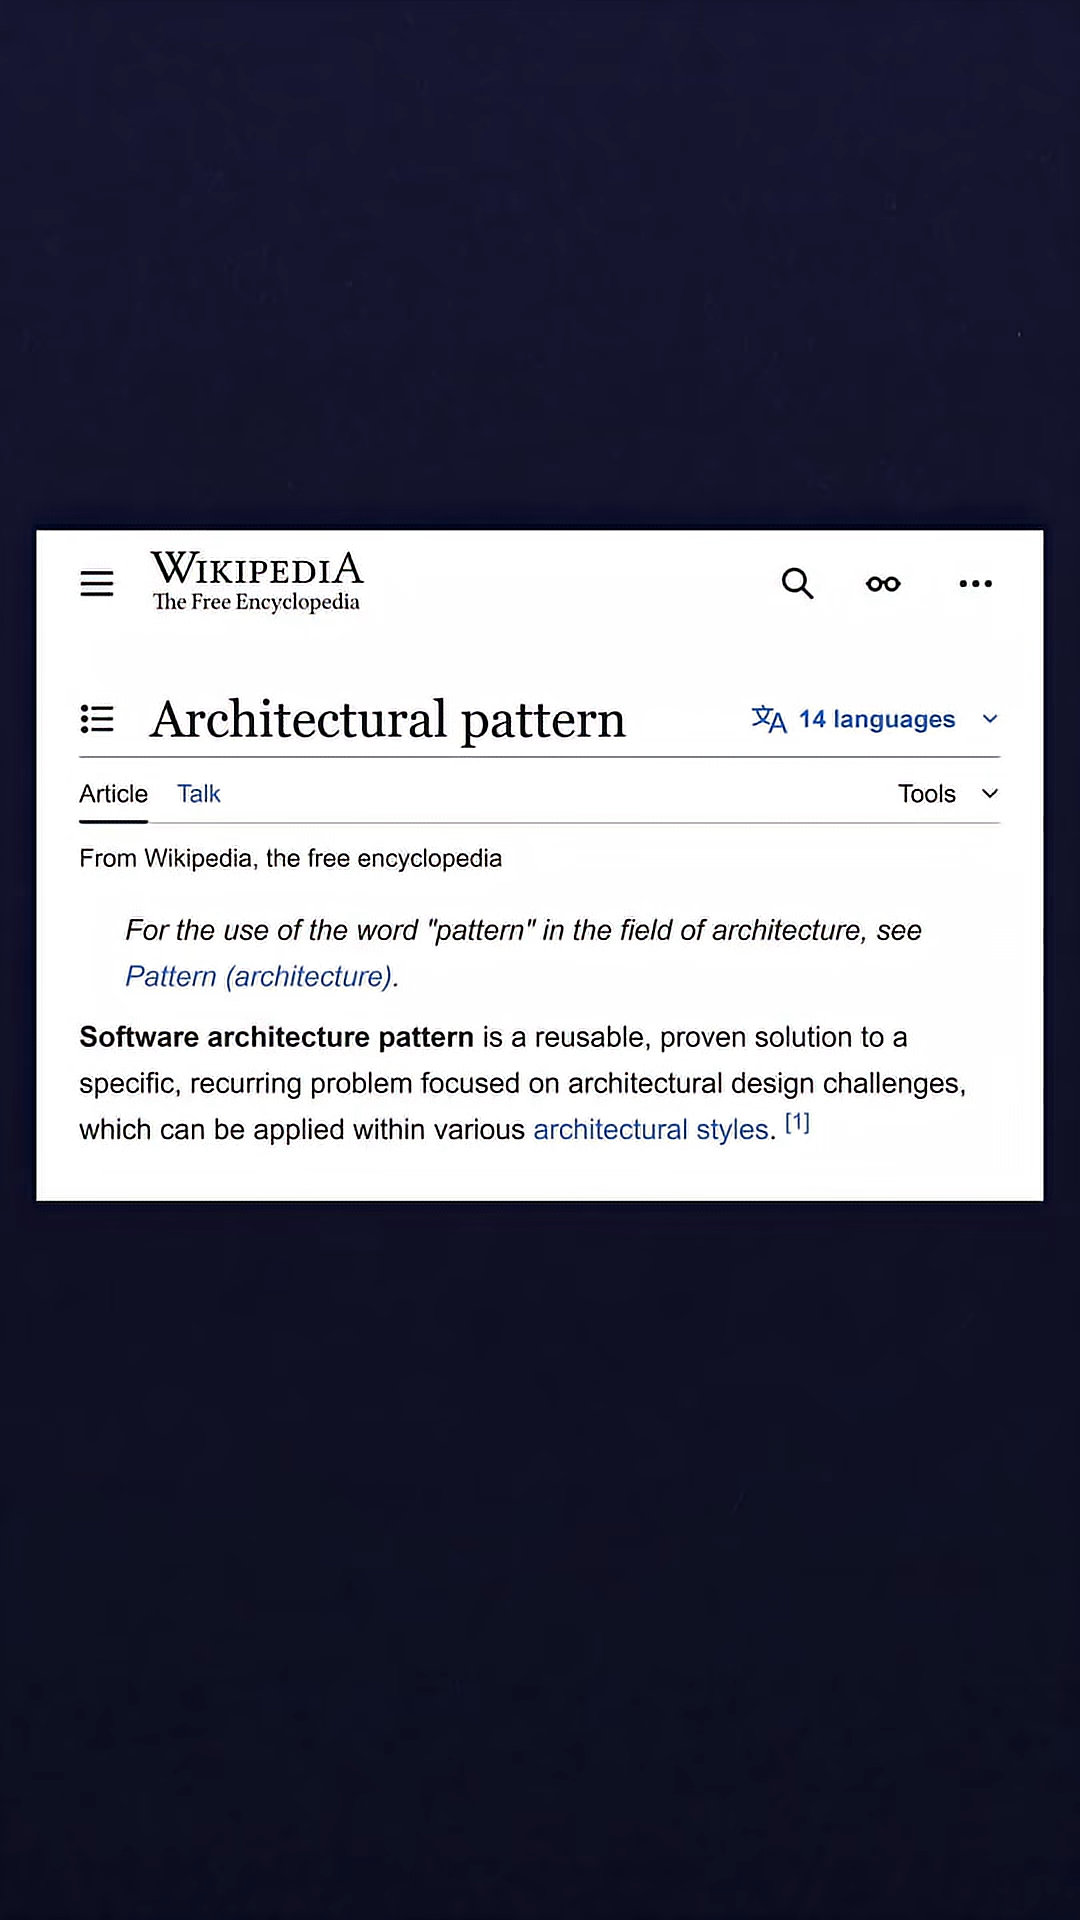 WIKIPEDIA
The Free Encyclopedia
Architectural pattern
14 languages
Article Talk
Tools
From Wikipedia, the free encyclopedia
For the use of the word "pattern" in the field of architecture, see
Pattern (architecture).
Software architecture pattern is a reusable, proven solution to a
specific, recurring problem focused on architectural design challenges,
which can be applied within various architectural styles. [1]